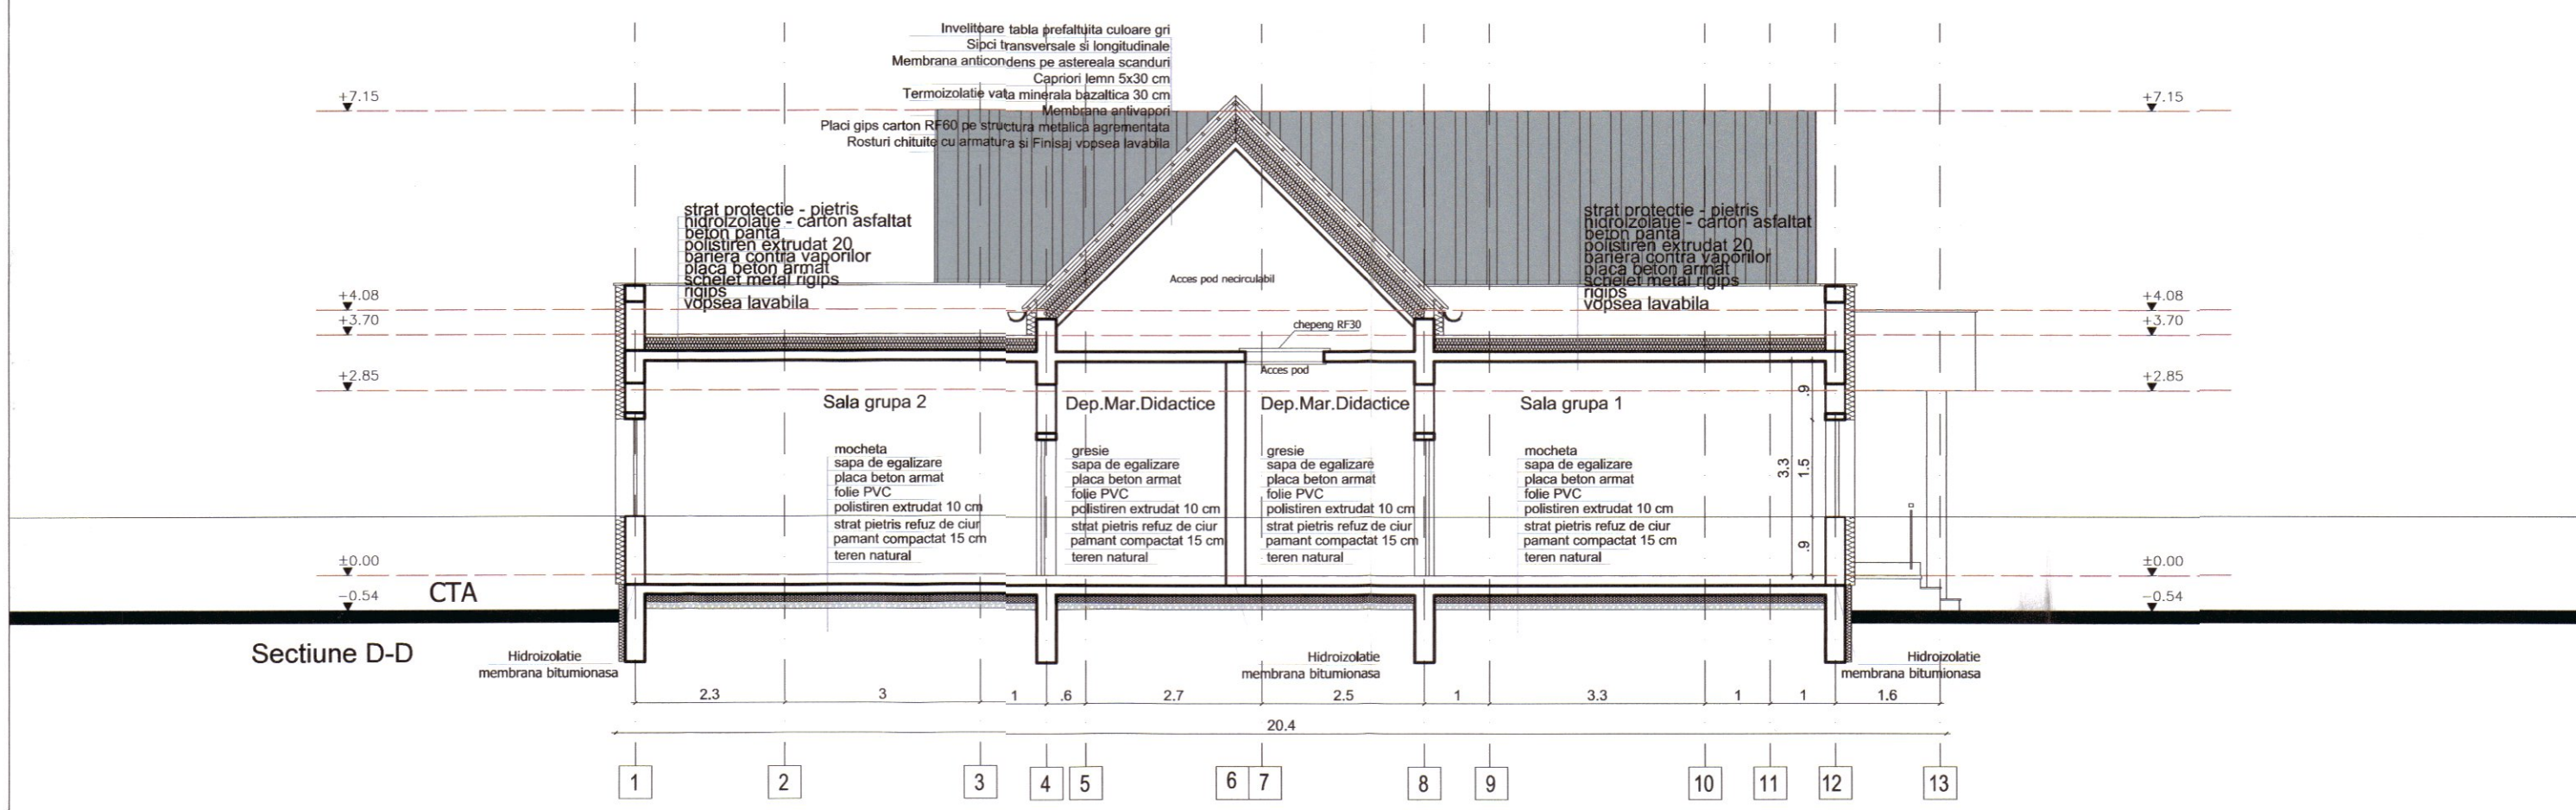 Invelitoare tabla prefaltuita culoare gri
Sipci transversale si longitudinale
Membrana anticondens pe astereala scanduri
Capriori lemn 5x30 cm
Termoizolatie vata minerala bazaltica 30 cm
Membrana antivapori
Placi gips carton RF60 pe structura metalica agrementata
Rosturi chituite cu armatura si Finisaj vopsea lavabila
+7.15
+7.15
strat protectie - pietris
hidroizolatie - carton asfaltat
beton panta
polistiren extrudat 20
bariera contra vaporilor
placa beton armat
schelet metal rigips
rigips
vopsea lavabila
strat protectie - pietris
hidroizolatie - carton asfaltat
beton panta
polistiren extrudat 20
bariera contra vaporilor
placa beton armat
schelet metal rigips
rigips
vopsea lavabila
Acces pod necirculabil
+4.08
+4.08
+3.70
+3.70
chepeng RF30
Acces pod
+2.85
+2.85
Sala grupa 2
Dep.Mar.Didactice
Dep.Mar.Didactice
Sala grupa 1
mocheta
sapa de egalizare
placa beton armat
folie PVC
polistiren extrudat 10 cm
strat pietris refuz de ciur
pamant compactat 15 cm
teren natural
gresie
sapa de egalizare
placa beton armat
folie PVC
polistiren extrudat 10 cm
strat pietris refuz de ciur
pamant compactat 15 cm
teren natural
gresie
sapa de egalizare
placa beton armat
folie PVC
polistiren extrudat 10 cm
strat pietris refuz de ciur
pamant compactat 15 cm
teren natural
mocheta
sapa de egalizare
placa beton armat
folie PVC
polistiren extrudat 10 cm
strat pietris refuz de ciur
pamant compactat 15 cm
teren natural
3.3
.9
1.5
.9
±0.00
±0.00
CTA
-0.54
-0.54
Sectiune D-D
Hidroizolatie
membrana bitumionasa
Hidroizolatie
membrana bitumionasa
Hidroizolatie
membrana bitumionasa
2.3 3 1 .6 2.7 2.5 1 3.3 1 1 1.6
20.4
1 2 3 4 5 6 7 8 9 10 11 12 13